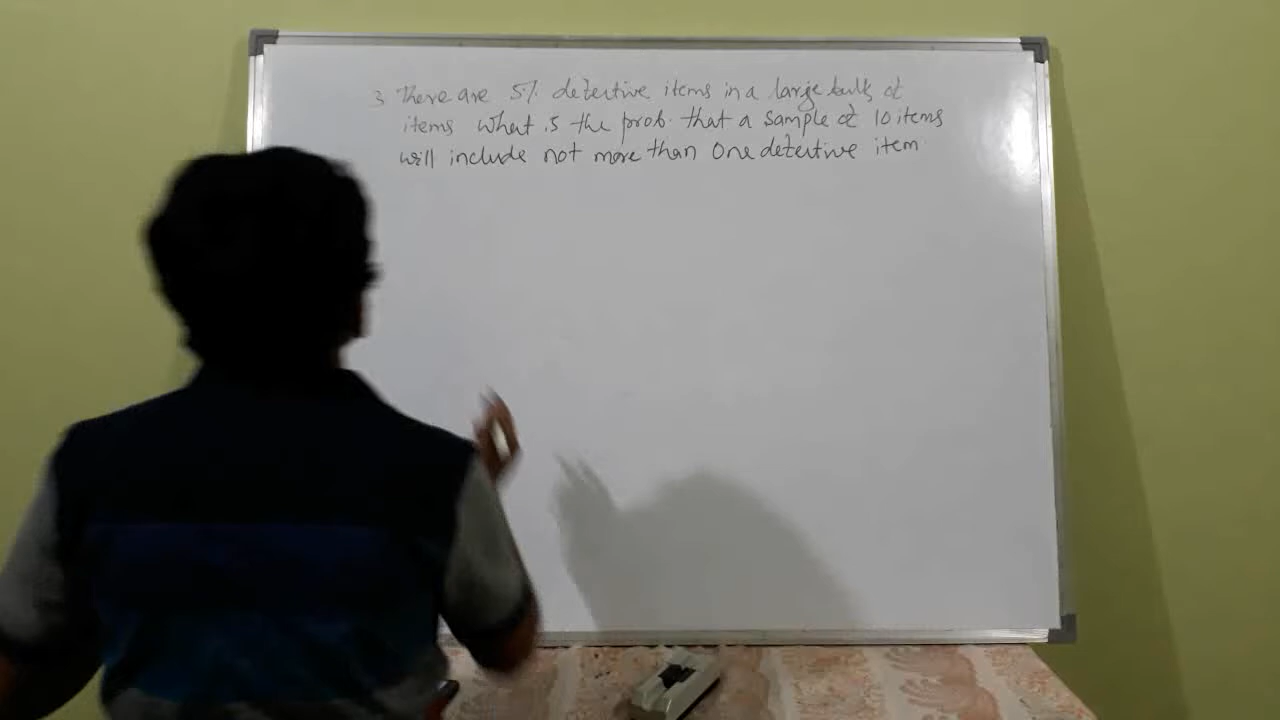 3 There are 5% defective items in a large bulk of
items what is the prob. that a sample of 10 items
will include not more than one defective item